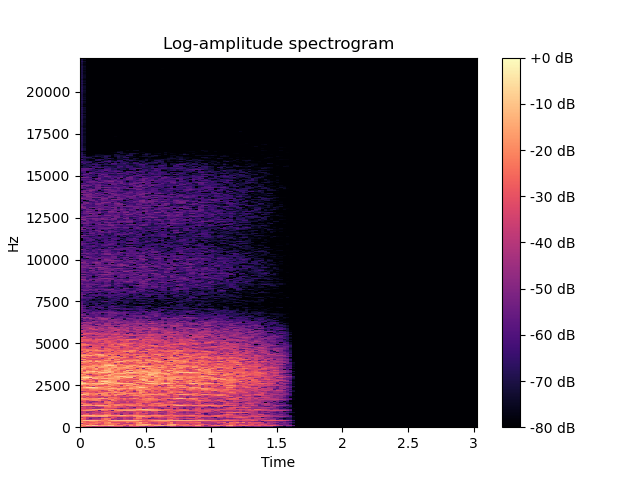 Log-amplitude spectrogram
Hz
20000
17500
15000
12500
10000
7500
5000
2500
0
0 0.5 1 1.5 2 2.5 3
Time
+0 dB
-10 dB
-20 dB
-30 dB
-40 dB
-50 dB
-60 dB
-70 dB
-80 dB